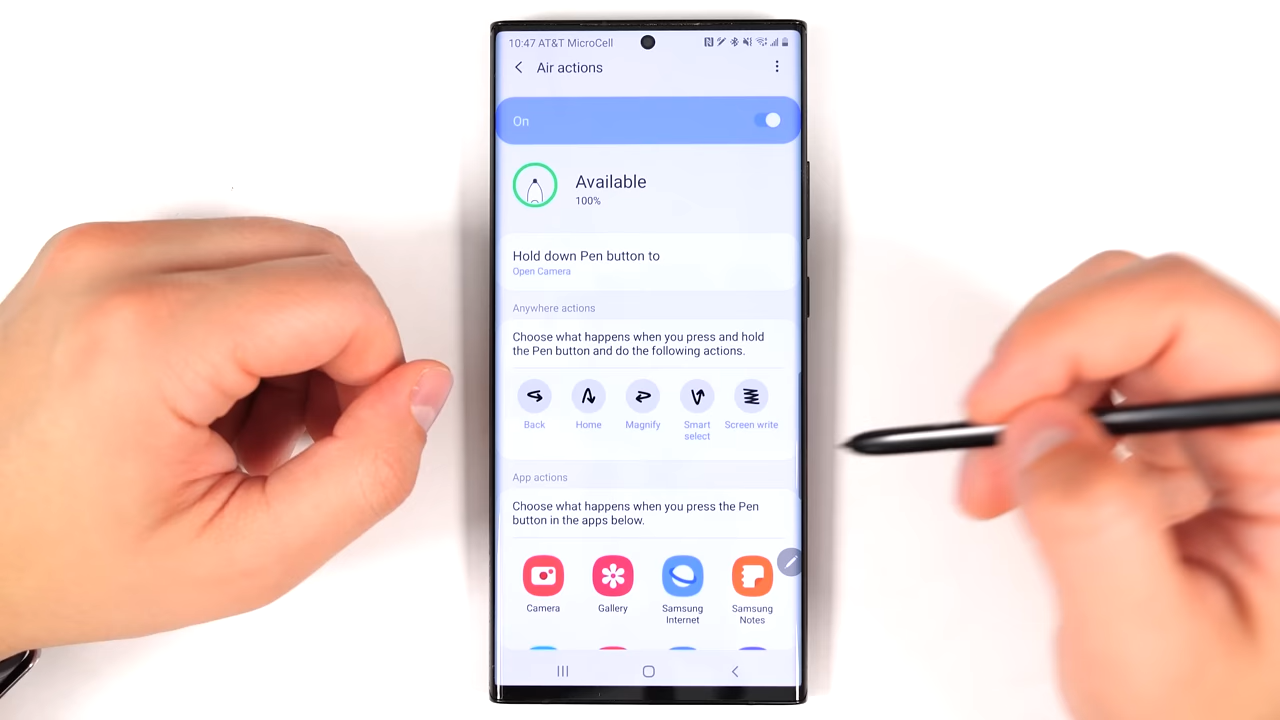 10:47 AT&T MicroCell
Air actions
On
Available
100%
Hold down Pen button to
Open Camera
Anywhere actions
Choose what happens when you press and hold
the Pen button and do the following actions.
Back
Home
Magnify
Smart
select
Screen write
App actions
Choose what happens when you press the Pen
button in the apps below.
Camera
Gallery
Samsung
Internet
Samsung
Notes